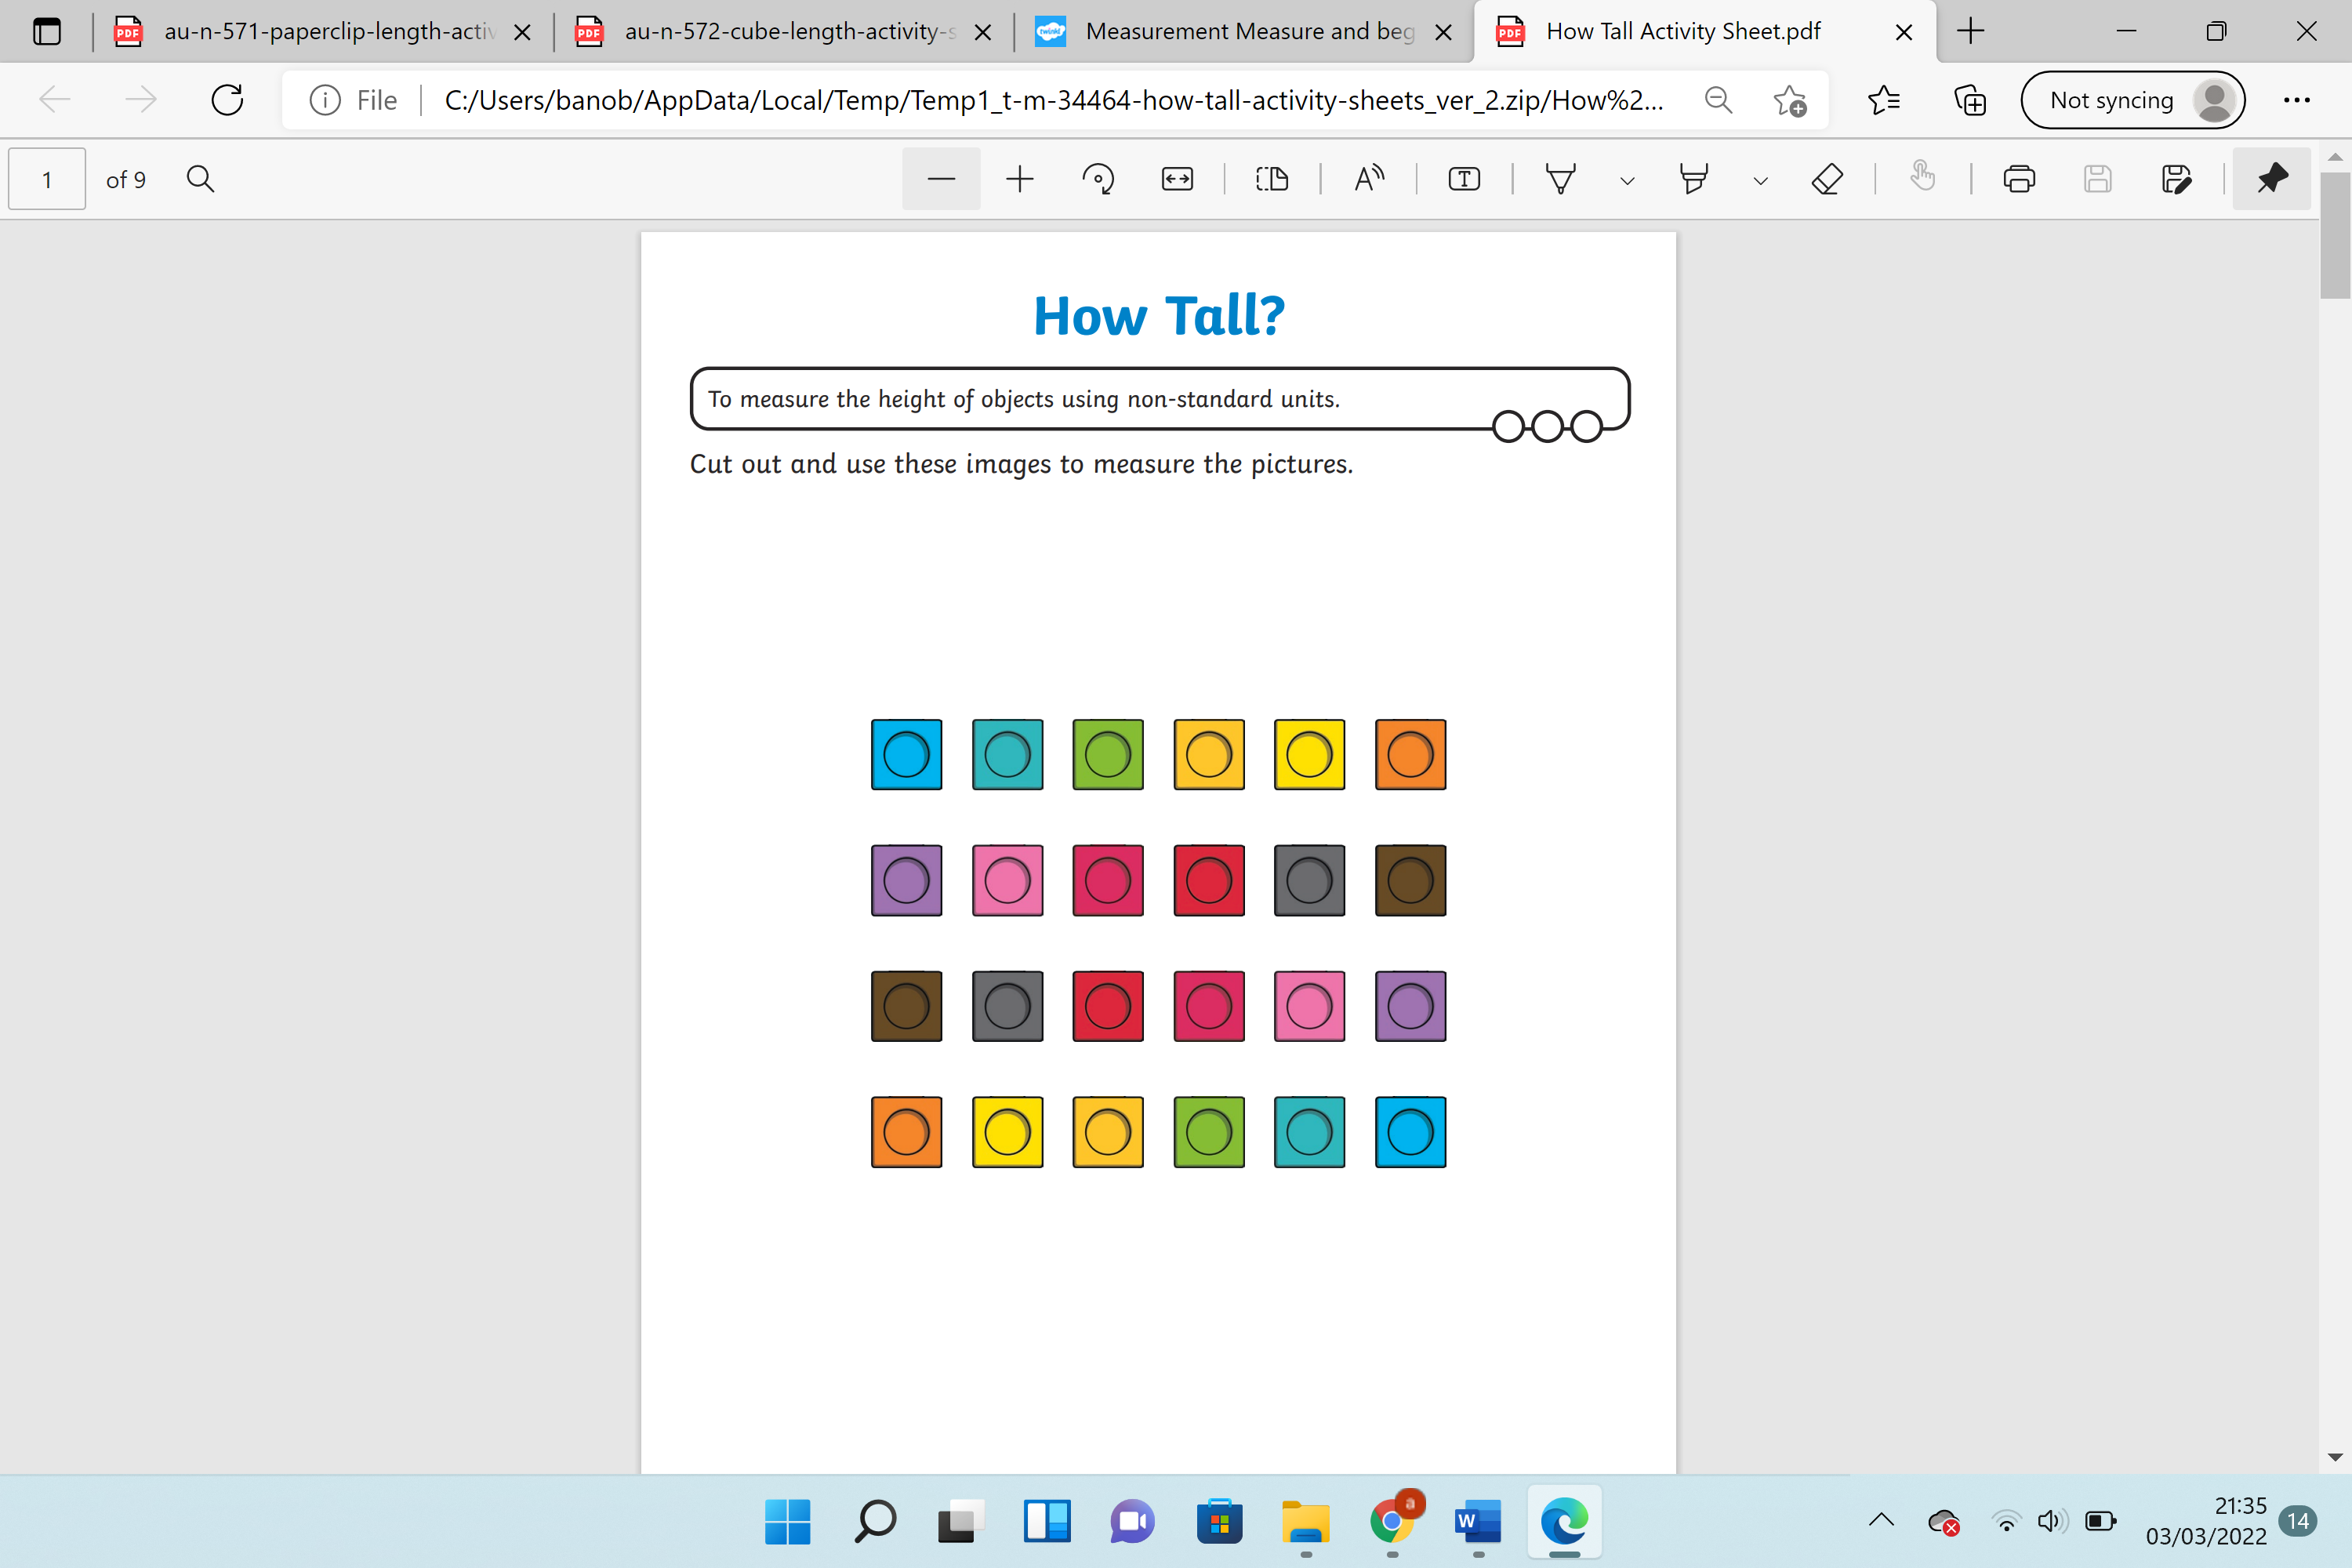 au-n-571-paperclip-length-activ
au-n-572-cube-length-activity-s
Measurement Measure and beg
How Tall Activity Sheet.pdf
File
C:/Users/banob/AppData/Local/Temp/Temp1_t-m-34464-how-tall-activity-sheets_ver_2.zip/How%2...
Not syncing
1 of 9
How Tall?
To measure the height of objects using non-standard units.
Cut out and use these images to measure the pictures.
a
W
21:35
03/03/2022
14